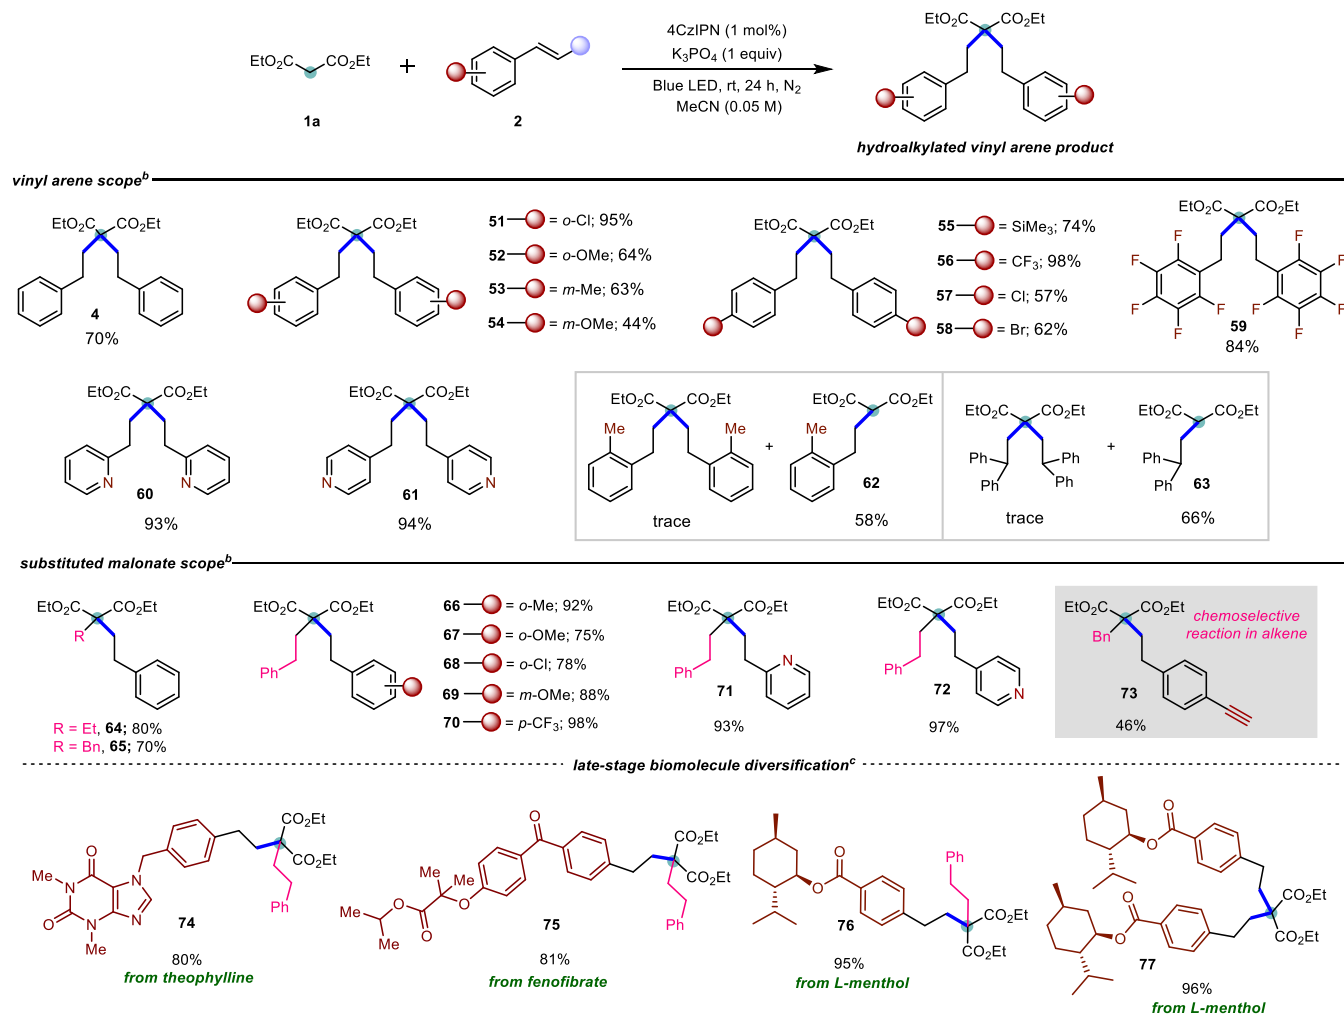 EtO₂C CO₂Et
1a
+
2
4CzIPN (1 mol%)
K₃PO₄ (1 equiv)
Blue LED, rt, 24 h, N₂
MeCN (0.05 M)
EtO₂C CO₂Et
hydroalkylated vinyl arene product
vinyl arene scopeᵇ
EtO₂C CO₂Et
4
70%
EtO₂C CO₂Et
51 = o-Cl; 95%
52 = o-OMe; 64%
53 = m-Me; 63%
54 = m-OMe; 44%
EtO₂C CO₂Et
55 = SiMe₃; 74%
56 = CF₃; 98%
57 = Cl; 57%
58 = Br; 62%
EtO₂C CO₂Et
F F
F F F F
F F F F
59
84%
EtO₂C CO₂Et
N N
60
93%
EtO₂C CO₂Et
N N
61
94%
EtO₂C CO₂Et
Me Me
trace
+
EtO₂C CO₂Et
Me
62
58%
EtO₂C CO₂Et
Ph Ph
Ph Ph
trace
+
EtO₂C CO₂Et
Ph
Ph
63
66%
substituted malonate scopeᵇ
EtO₂C CO₂Et
R
R = Et, 64; 80%
R = Bn, 65; 70%
EtO₂C CO₂Et
Ph
66 = o-Me; 92%
67 = o-OMe; 75%
68 = o-Cl; 78%
69 = m-OMe; 88%
70 = p-CF₃; 98%
EtO₂C CO₂Et
Ph N
71
93%
EtO₂C CO₂Et
Ph N
72
97%
EtO₂C CO₂Et
Bn
chemoselective
reaction in alkene
73
46%
late-stage biomolecule diversificationᶜ
CO₂Et
CO₂Et
Ph
O
Me N N
O N N
Me
74
80%
from theophylline
O
CO₂Et
CO₂Et
Ph
Me Me
O O
Me O
Me
75
81%
from fenofibrate
O
O
Ph
CO₂Et
CO₂Et
76
95%
from L-menthol
O
O
O
O
CO₂Et
CO₂Et
77
96%
from L-menthol